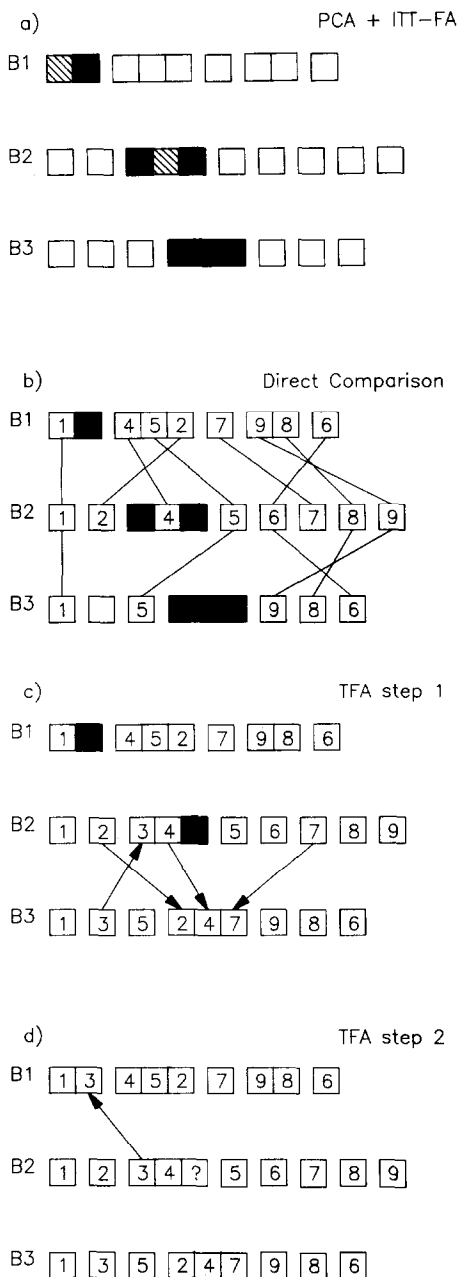 a) PCA + ITT-FA
B1
B2
B3
b) Direct Comparison
B1 1 4 5 2 7 9 8 6
B2 1 2 4 5 6 7 8 9
B3 1 5 9 8 6
c) TFA step 1
B1 1 4 5 2 7 9 8 6
B2 1 2 3 4 5 6 7 8 9
B3 1 3 5 2 4 7 9 8 6
d) TFA step 2
B1 1 3 4 5 2 7 9 8 6
B2 1 2 3 4 ? 5 6 7 8 9
B3 1 3 5 2 4 7 9 8 6